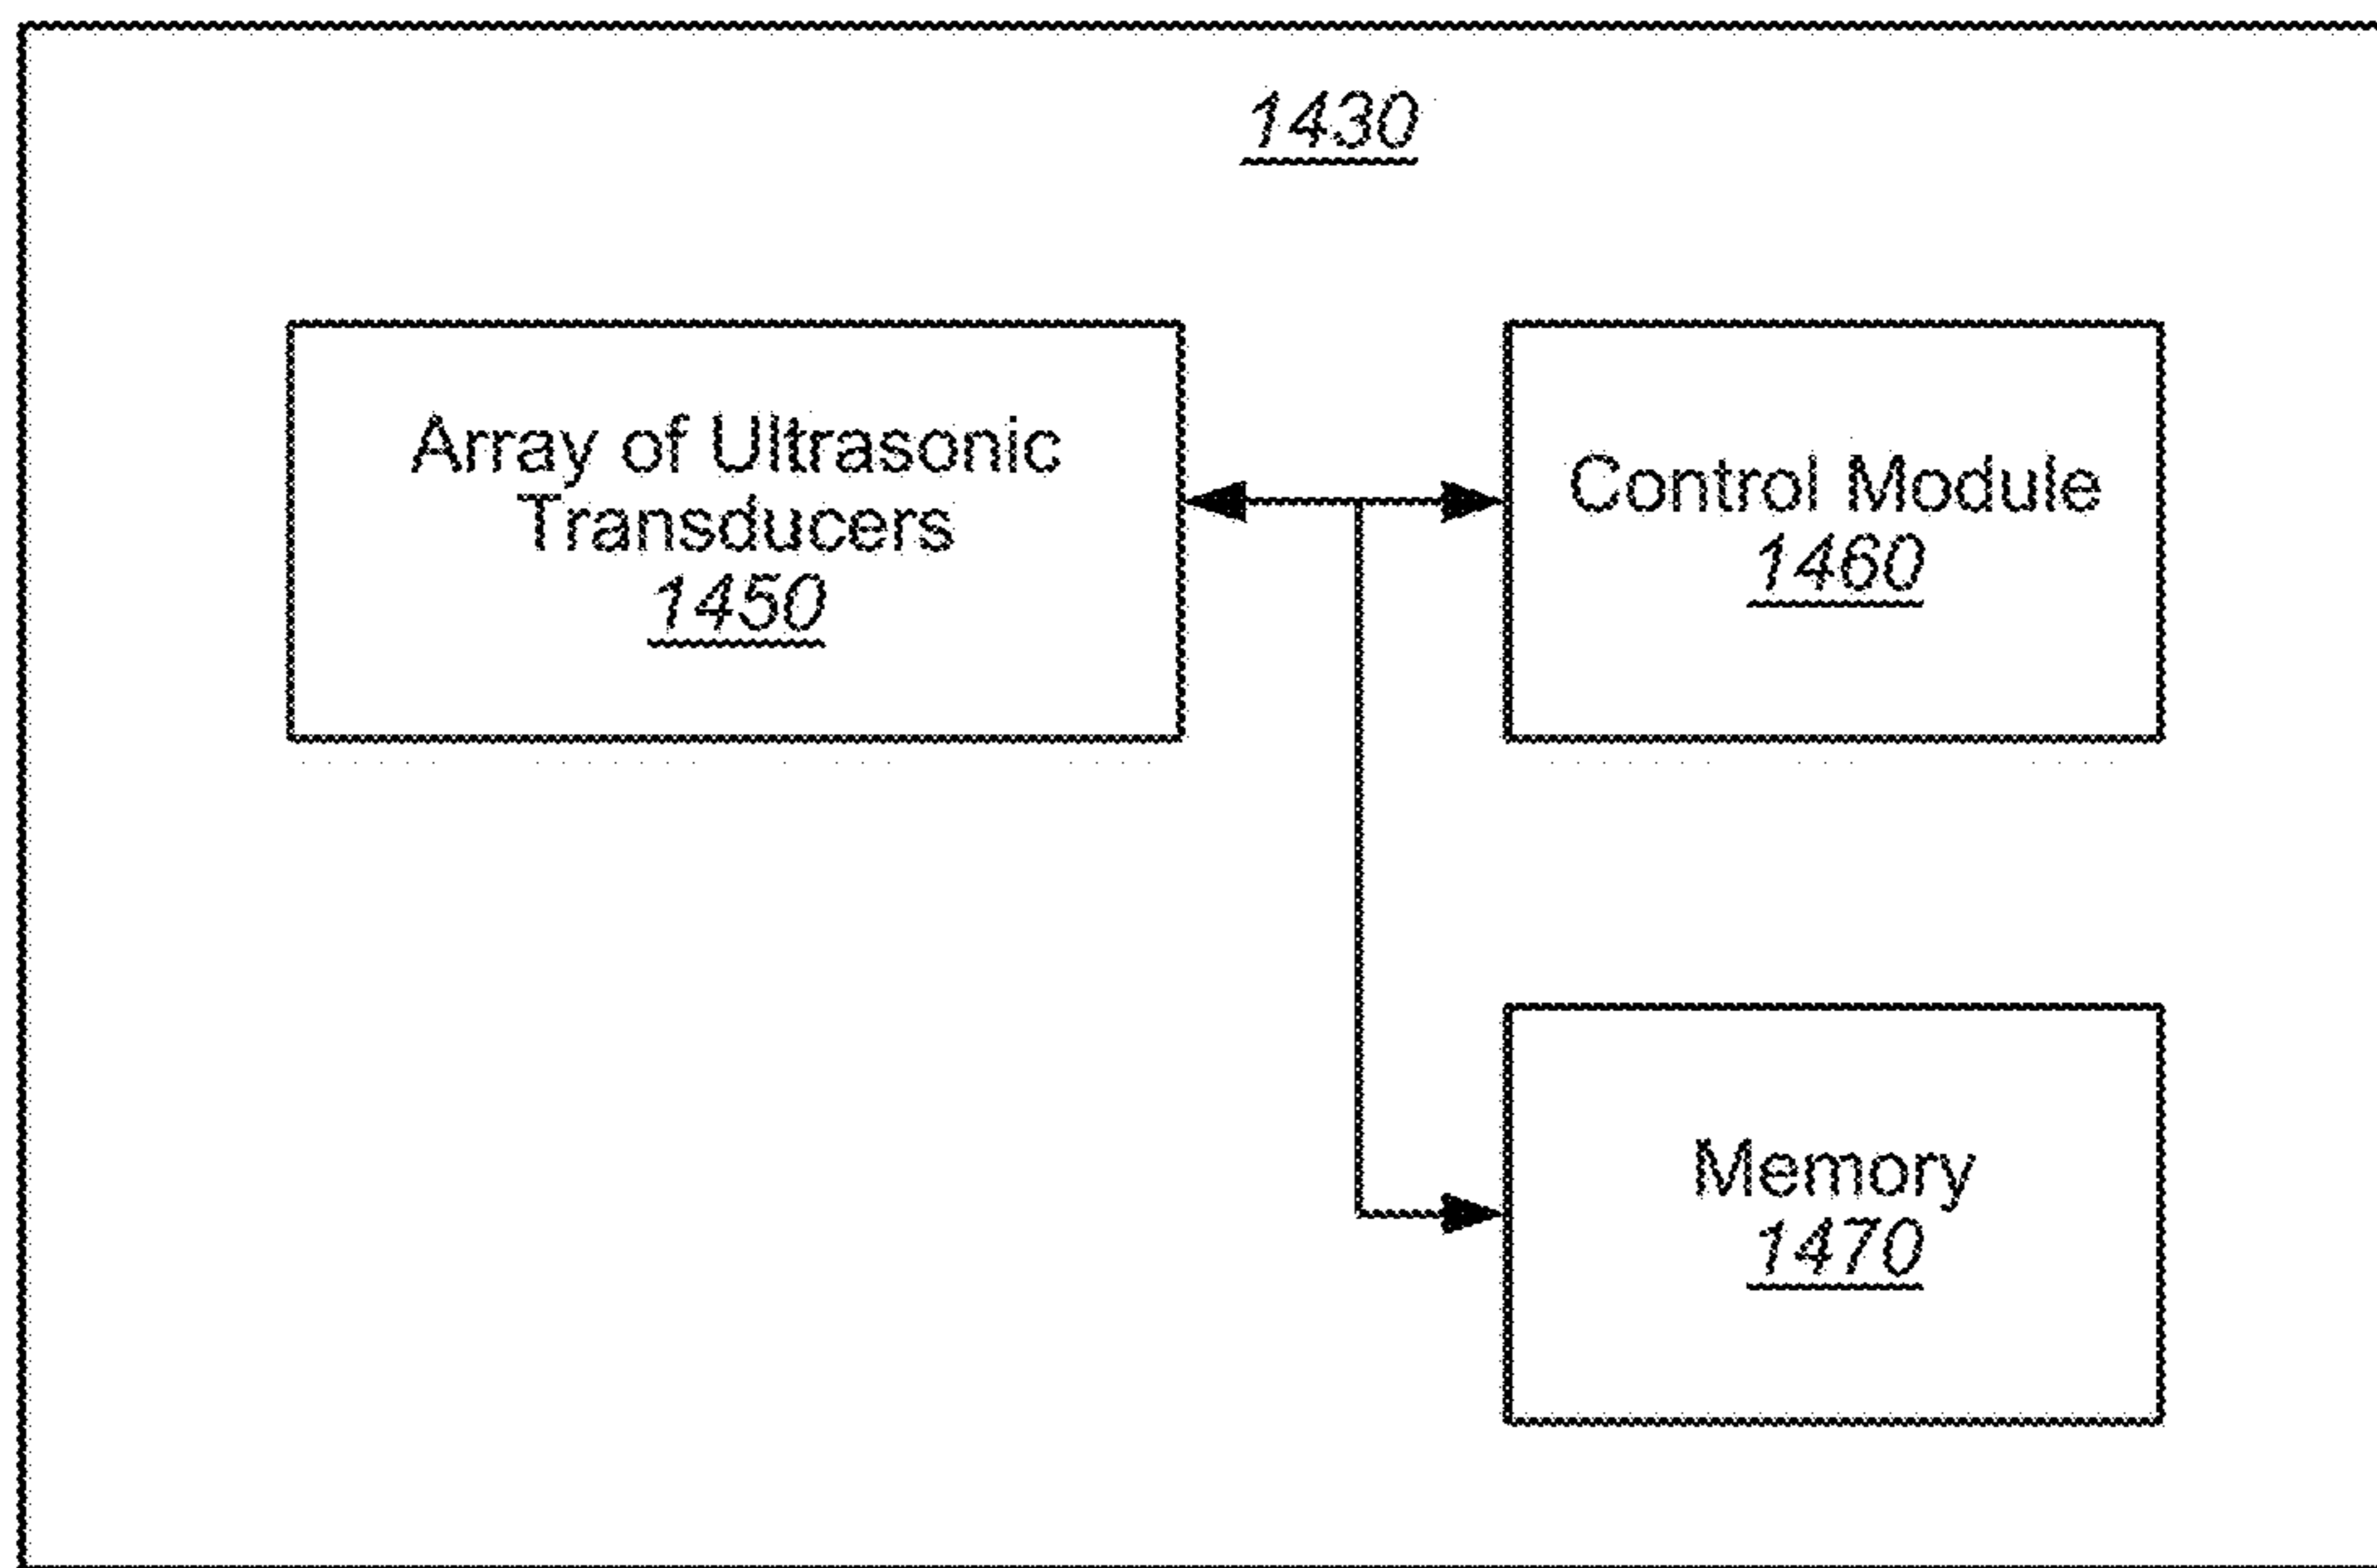 1430
Array of Ultrasonic
Transducers
1450
Control Module
1460
Memory
1470